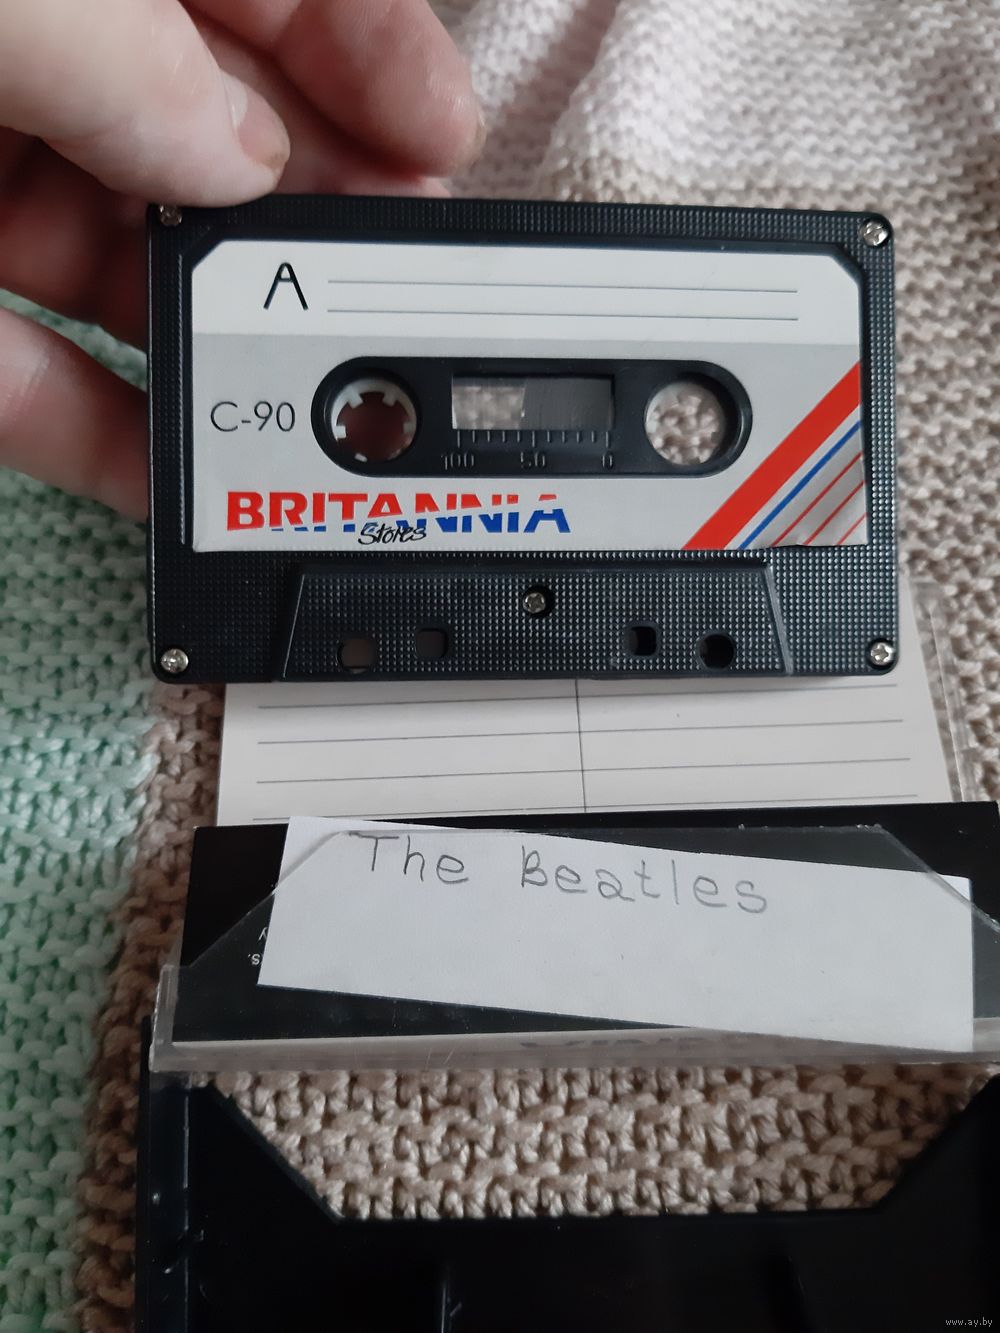 A
C-90
100 50 0
BRITANNIA
Stores
The Beatles
www.ay.by